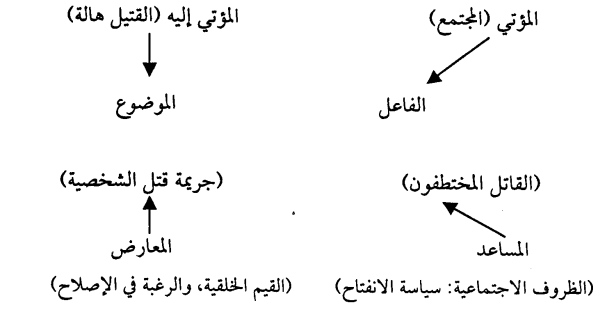 المؤتي (المجتمع) المؤتي إليه (القتيل هالة)
الفاعل الموضوع
(القاتل المختطفون) (جريمة قتل الشخصية)
المساعد المعارض
(الظروف الاجتماعية: سياسة الانفتاح) (القيم الخلقية، والرغبة في الإصلاح)